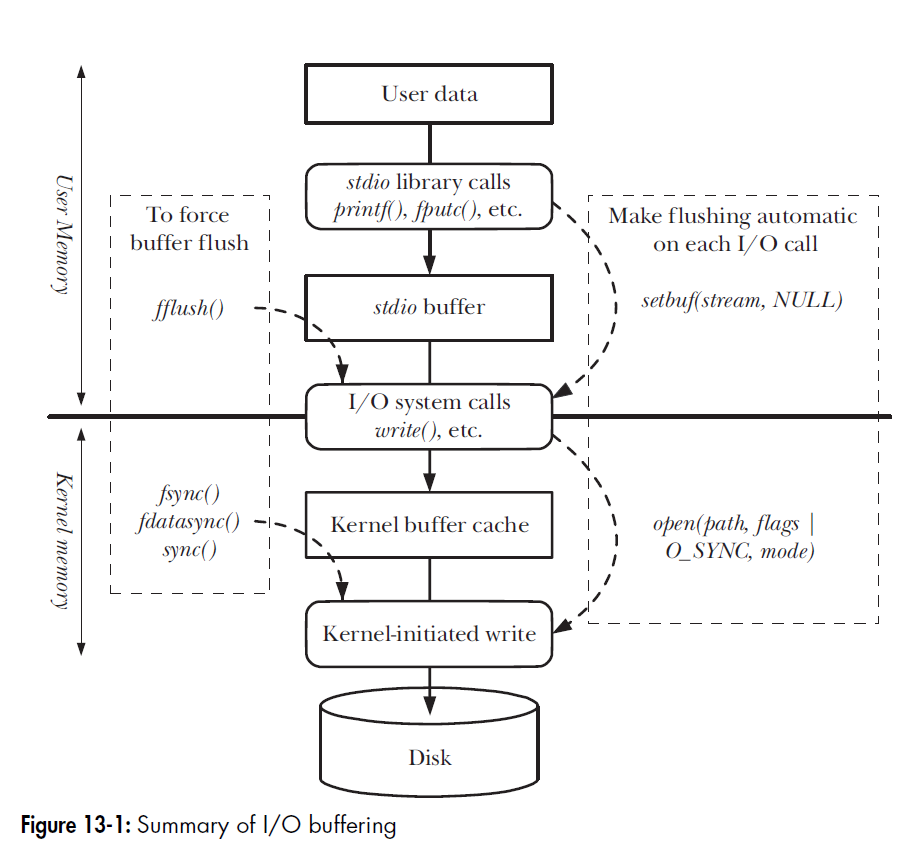 User data
stdio library calls
printf(), fputc(), etc.
stdio buffer
I/O system calls
write(), etc.
Kernel buffer cache
Kernel-initiated write
Disk
User Memory
Kernel memory
To force
buffer flush
fflush()
fsync()
fdatasync()
sync()
Make flushing automatic
on each I/O call
setbuf(stream, NULL)
open(path, flags |
O_SYNC, mode)
Figure 13-1: Summary of I/O buffering